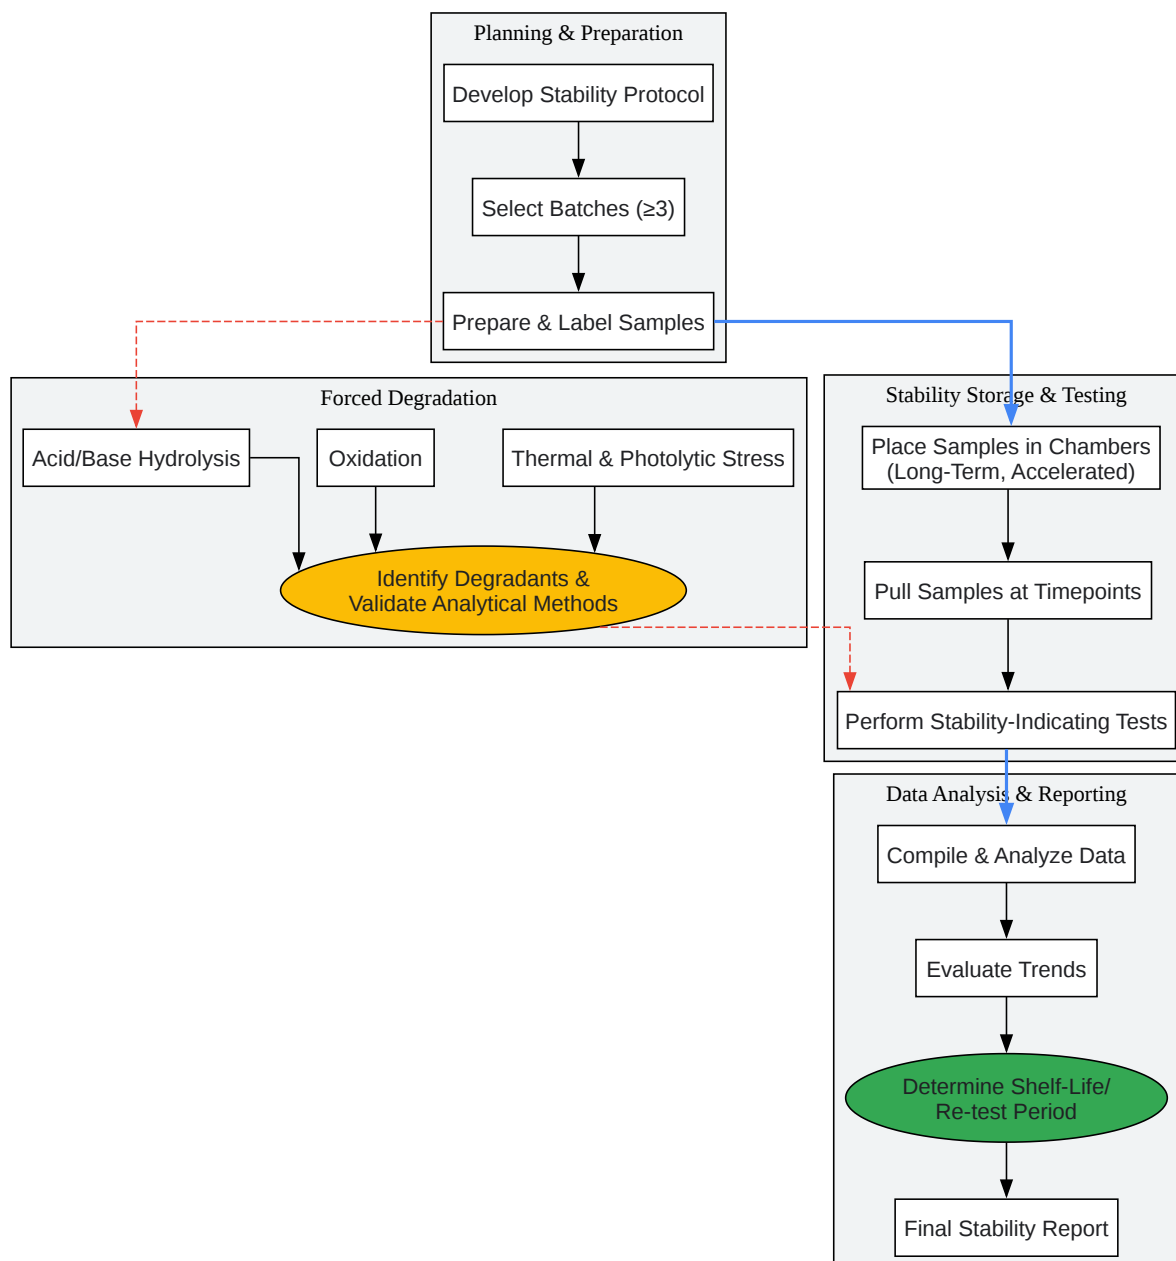 Planning & Preparation
Develop Stability Protocol
Select Batches (≥3)
Prepare & Label Samples
Forced Degradation
Acid/Base Hydrolysis
Oxidation
Thermal & Photolytic Stress
Identify Degradants &
Validate Analytical Methods
Stability Storage & Testing
Place Samples in Chambers
(Long-Term, Accelerated)
Pull Samples at Timepoints
Perform Stability-Indicating Tests
Data Analysis & Reporting
Compile & Analyze Data
Evaluate Trends
Determine Shelf-Life/
Re-test Period
Final Stability Report